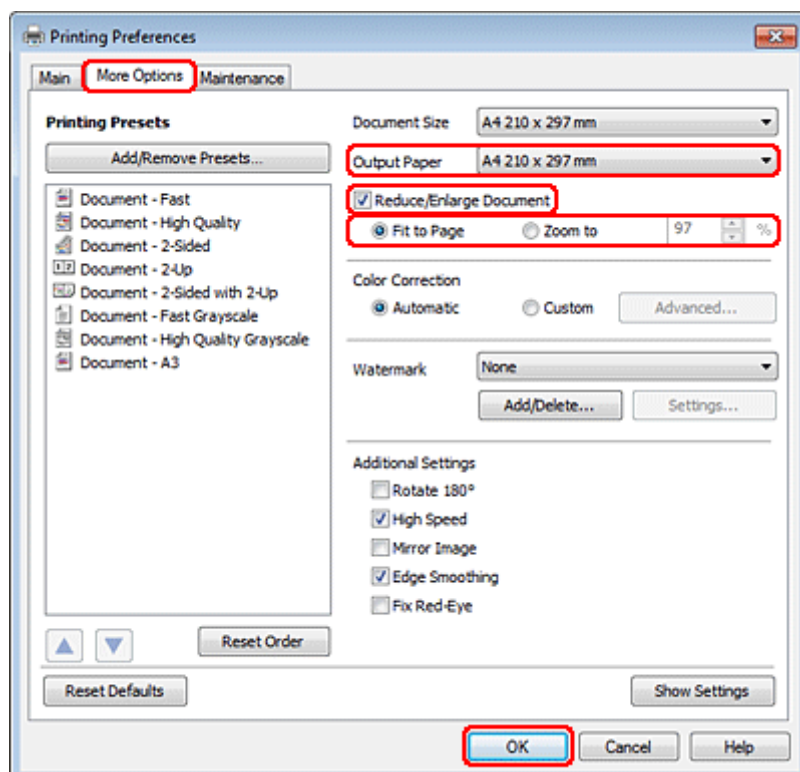 Printing Preferences
Main More Options Maintenance
Printing Presets
Add/Remove Presets...
Document - Fast
Document - High Quality
Document - 2-Sided
Document - 2-Up
Document - 2-Sided with 2-Up
Document - Fast Grayscale
Document - High Quality Grayscale
Document - A3
Reset Order
Document Size A4 210 x 297 mm
Output Paper A4 210 x 297 mm
Reduce/Enlarge Document
Fit to Page Zoom to 97 %
Color Correction
Automatic Custom Advanced...
Watermark None
Add/Delete... Settings...
Additional Settings
Rotate 180°
High Speed
Mirror Image
Edge Smoothing
Fix Red-Eye
Reset Defaults Show Settings
OK Cancel Help